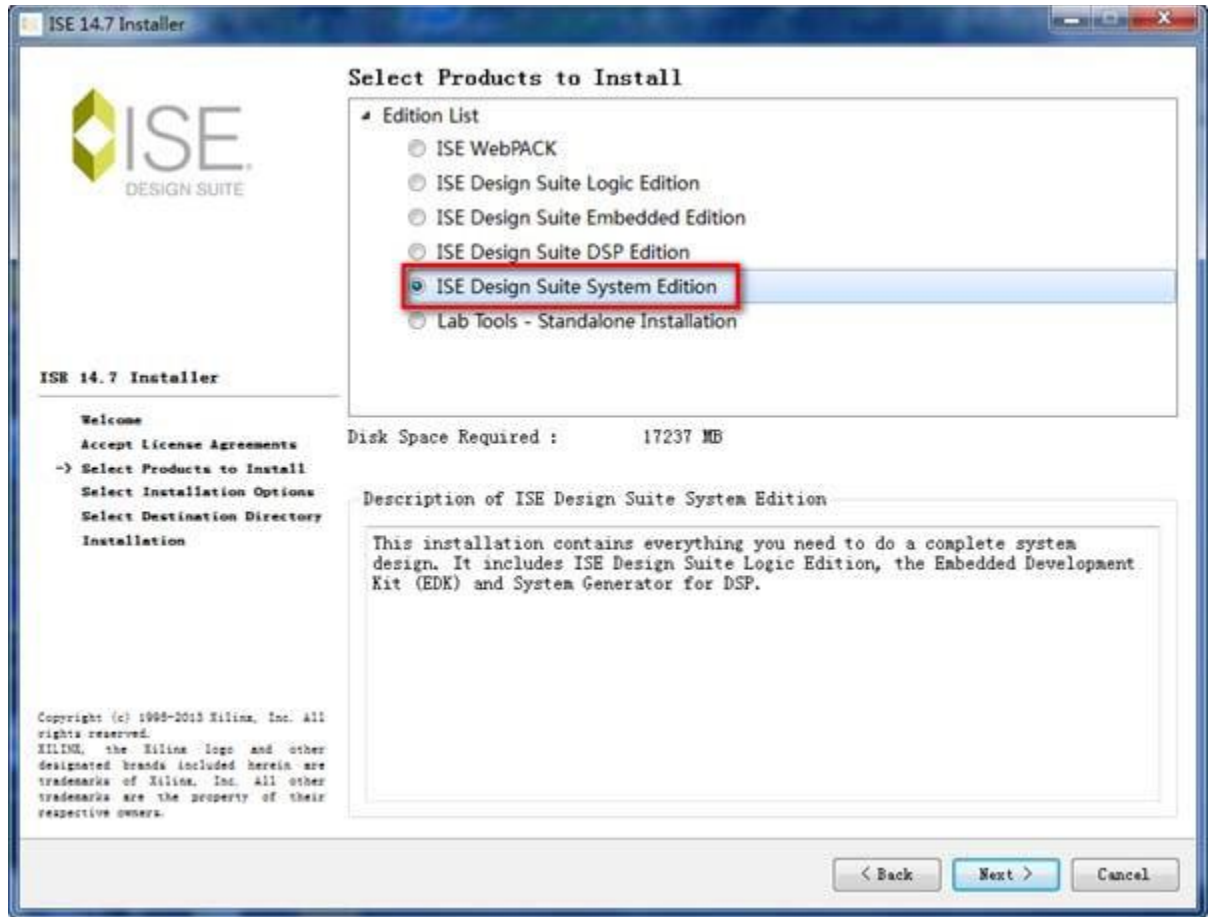 ISE 14.7 Installer
ISE.
DESIGN SUITE
Select Products to Install
Edition List
ISE WebPACK
ISE Design Suite Logic Edition
ISE Design Suite Embedded Edition
ISE Design Suite DSP Edition
ISE Design Suite System Edition
Lab Tools - Standalone Installation
ISE 14.7 Installer
Welcome
Accept License Agreements
-> Select Products to Install
Select Installation Options
Select Destination Directory
Installation
Disk Space Required : 17237 MB
Description of ISE Design Suite System Edition
This installation contains everything you need to do a complete system
design. It includes ISE Design Suite Logic Edition, the Embedded Development
Kit (EDK) and System Generator for DSP.
Copyright (c) 1995-2013 Xilinx, Inc. All
rights reserved.
XILINX, the Xilinx logo and other
designated brands included herein are
trademarks of Xilinx, Inc. All other
trademarks are the property of their
respective owners.
< Back
Next >
Cancel